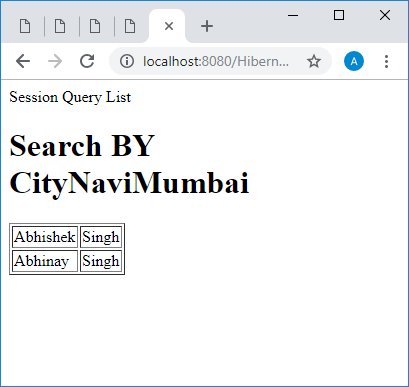 localhost:8080/Hibern...
A
Session Query List
Search BY
CityNaviMumbai
Abhishek Singh
Abhinay Singh